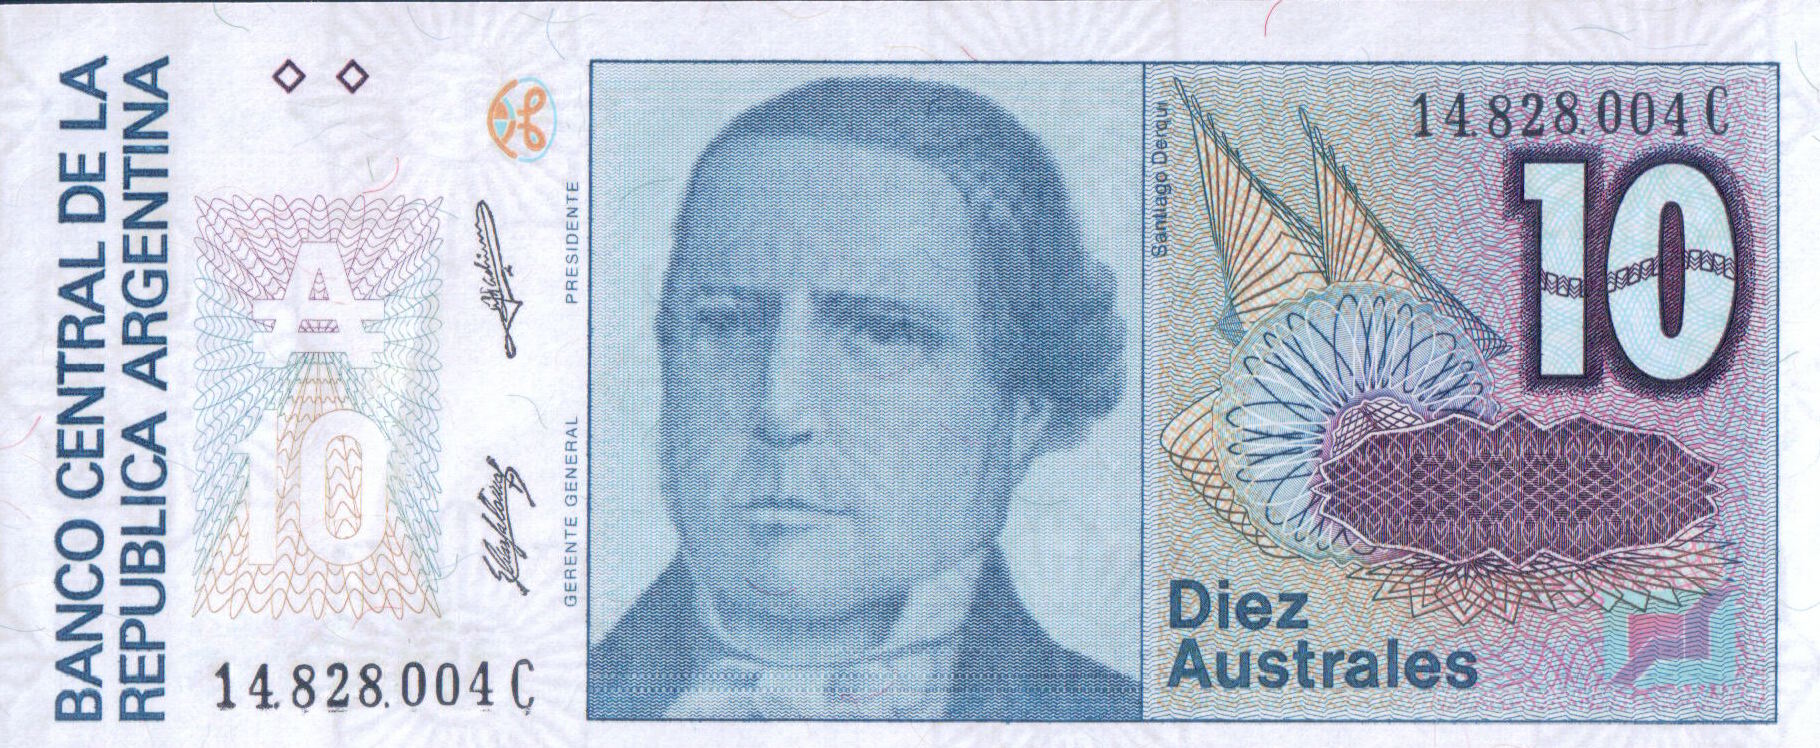 BANCO CENTRAL DE LA
REPUBLICA ARGENTINA
₳
10
14.828.004 C
PRESIDENTE
GERENTE GENERAL
Santiago Derqui
14.828.004 C
10
Diez
Australes